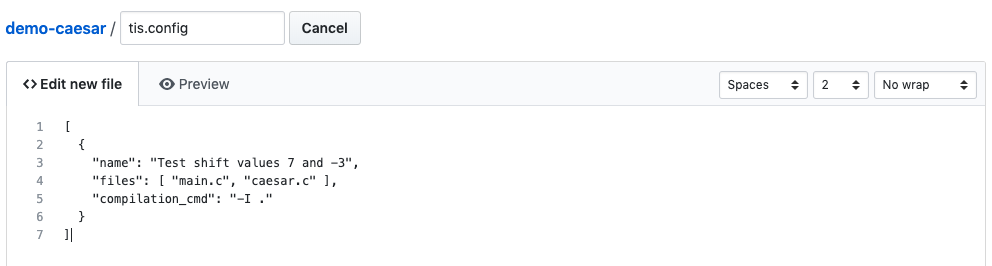 demo-caesar / tis.config Cancel
<> Edit new file Preview Spaces 2 No wrap
1 [
2   {
3     "name": "Test shift values 7 and -3",
4     "files": [ "main.c", "caesar.c" ],
5     "compilation_cmd": "-I ."
6   }
7 ]